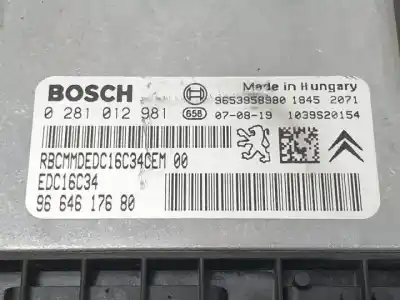 BOSCH
Made in Hungary
9653958980 1845 2071
0 281 012 981 656 07-08-19 1039S20154
RBCMMDEDC16C34CEM 00
EDC16C34
96 646 176 80